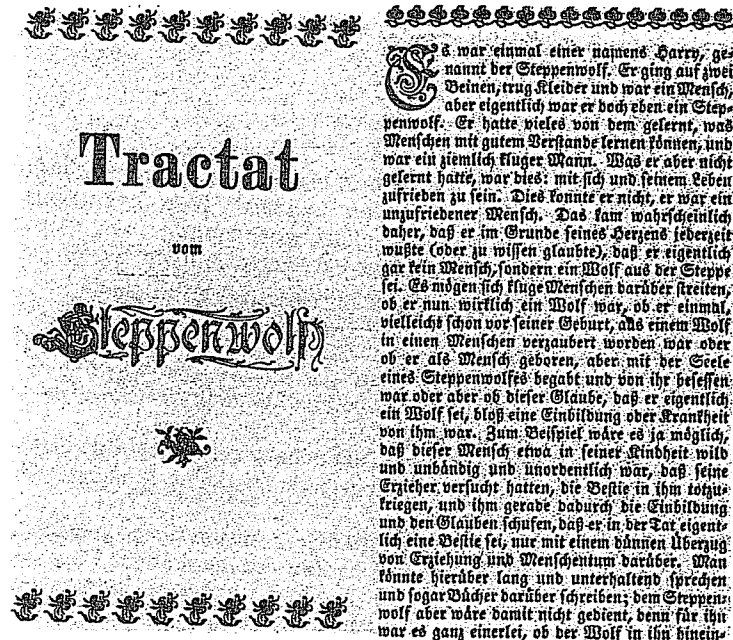 Tractat
vom
Steppenwolf
Es war einmal einer namens Harry, ge-
nannt der Steppenwolf. Er ging auf zwei
Beinen, trug Kleider und war ein Mensch,
aber eigentlich war er doch eben ein Step-
penwolf. Er hatte vieles von dem gelernt, was
Menschen mit gutem Verstande lernen können, und
war ein ziemlich kluger Mann. Was er aber nicht
gelernt hatte, war dies: mit sich und seinem Leben
zufrieden zu sein. Dies konnte er nicht, er war ein
unzufriedener Mensch. Das kam wahrscheinlich
daher, daß er im Grunde seines Herzens jederzeit
wußte (oder zu wissen glaubte), daß er eigentlich
gar kein Mensch, sondern ein Wolf aus der Steppe
sei. Es mögen sich kluge Menschen darüber streiten,
ob er nun wirklich ein Wolf war, ob er einmal,
vielleicht schon vor seiner Geburt, aus einem Wolf
in einen Menschen verzaubert worden war oder
ob er als Mensch geboren, aber mit der Seele
eines Steppenwolfes begabt und von ihr besessen
war oder aber ob dieser Glaube, daß er eigentlich
ein Wolf sei, bloß eine Einbildung oder Krankheit
von ihm war. Zum Beispiel wäre es ja möglich,
daß dieser Mensch etwa in seiner Kindheit wild
und unbändig und unordentlich war, daß seine
Erzieher versucht hatten, die Bestie in ihm totzu-
kriegen, und ihm gerade dadurch die Einbildung
und den Glauben schufen, daß er in der Tat eigent-
lich eine Bestie sei, nur mit einem dünnen Überzug
von Erziehung und Menschentum darüber. Man
könnte hierüber lang und unterhaltend sprechen
und sogar Bücher darüber schreiben; dem Steppen-
wolf aber wäre damit nicht gedient, denn für ihn
war es ganz einerlei, ob der Wolf in ihn hinein-